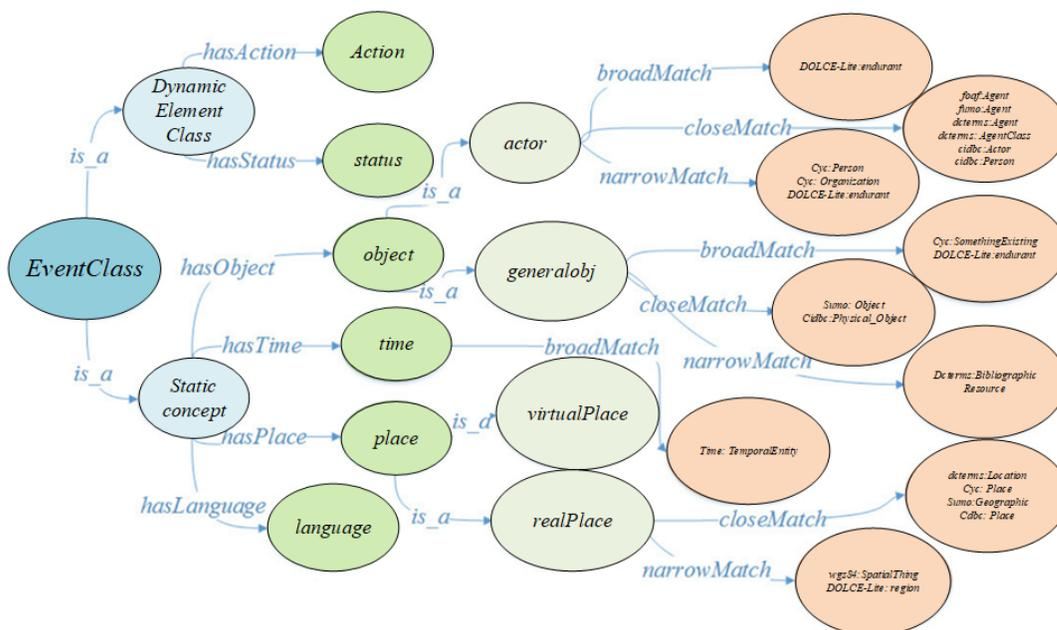 hasAction
Action
Dynamic
Element
Class
is_a
hasStatus
status
is_a
actor
broadMatch
DOLCE-Lite:endurant
closeMatch
foaf:Agent
fumo:Agent
dcterms:Agent
dcterms: AgentClass
cidbc:Actor
cidbc:Person
narrowMatch
Cyc:Person
Cyc: Organization
DOLCE-Lite:endurant
EventClass
hasObject
object
is_a
generalobj
broadMatch
Cyc:SomethingExisting
DOLCE-Lite:endurant
closeMatch
Sumo: Object
Cidbc:Physical_Object
narrowMatch
Dcterms:Bibliographic
Resource
hasTime
time
broadMatch
Time: TemporalEntity
is_a
Static
concept
hasPlace
place
is_a
virtualPlace
is_a
realPlace
closeMatch
dcterms:Location
Cyc: Place
Sumo:Geographic
Cdbc: Place
narrowMatch
wgs84:SpatialThing
DOLCE-Lite: region
hasLanguage
language